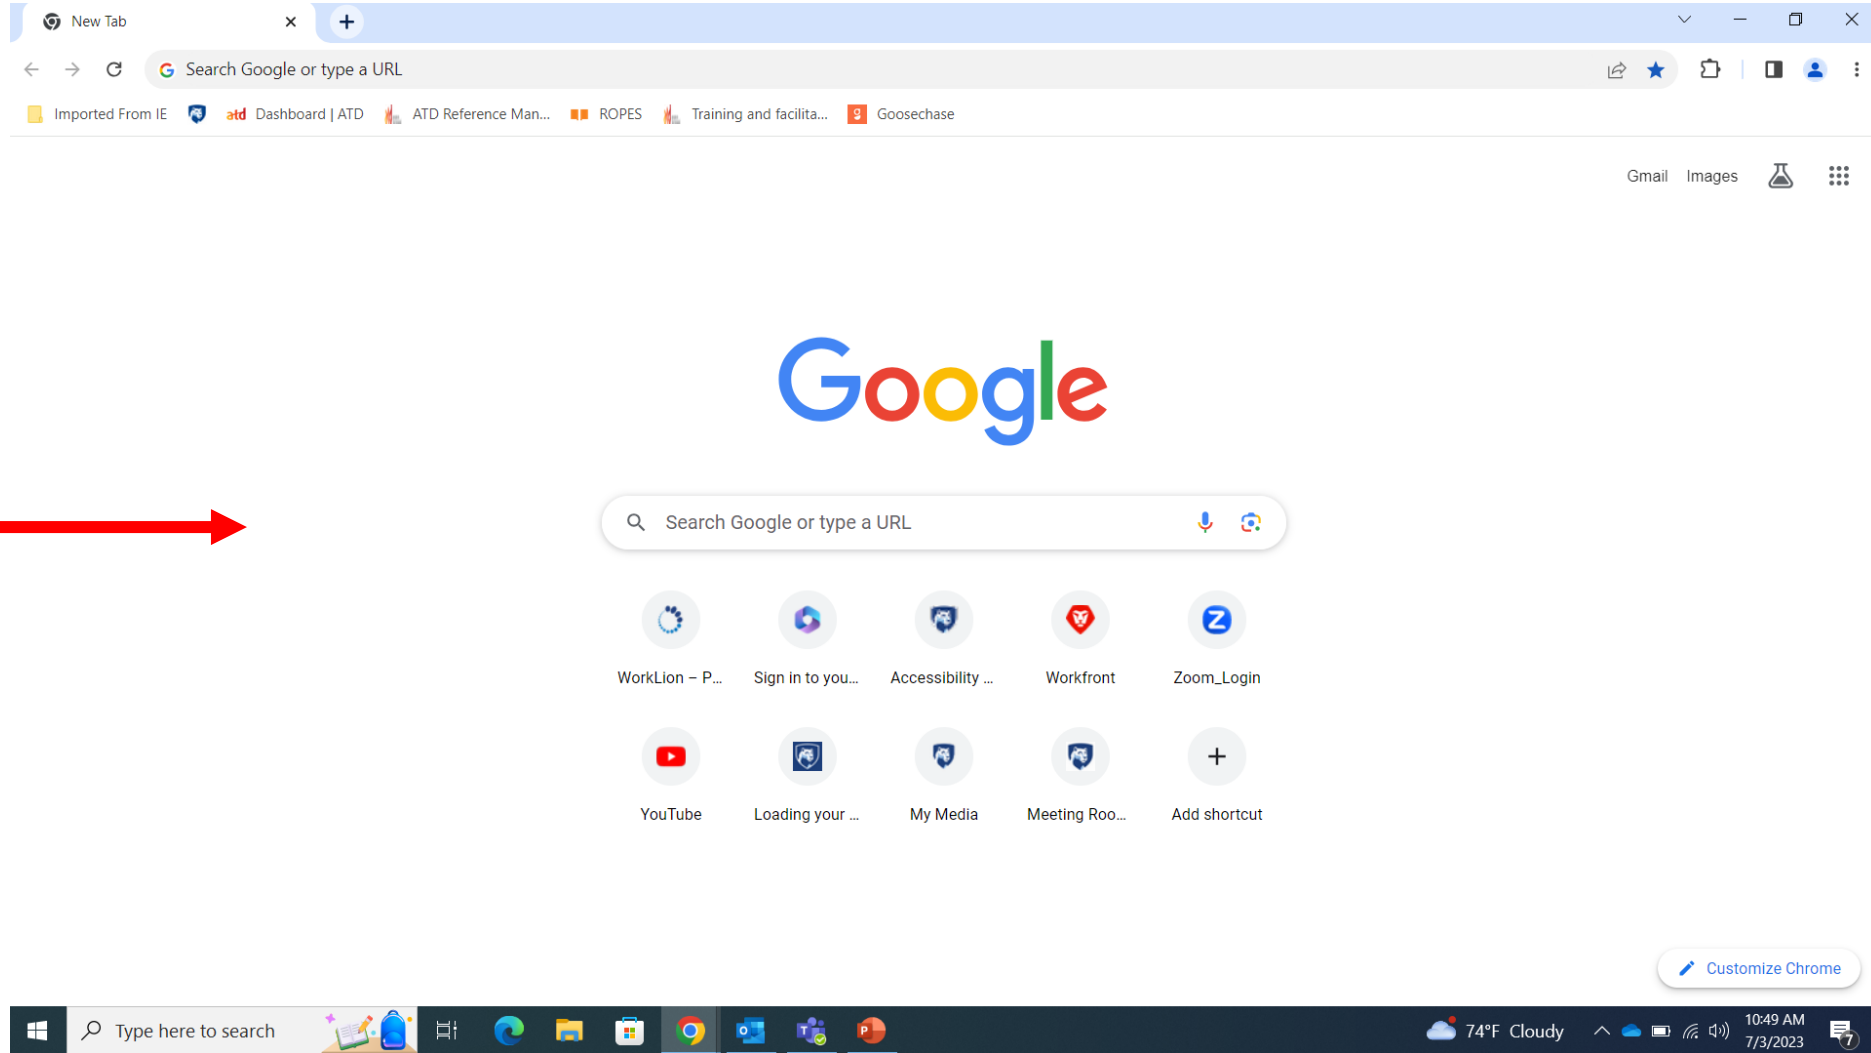 New Tab
Search Google or type a URL
Imported From IE atd Dashboard | ATD ATD Reference Man... ROPES Training and facilita... Goosechase
Gmail Images
Google
Search Google or type a URL
WorkLion – P... Sign in to you... Accessibility ... Workfront Zoom_Login
YouTube Loading your ... My Media Meeting Roo... Add shortcut
Customize Chrome
Type here to search
74°F Cloudy
10:49 AM
7/3/2023
7